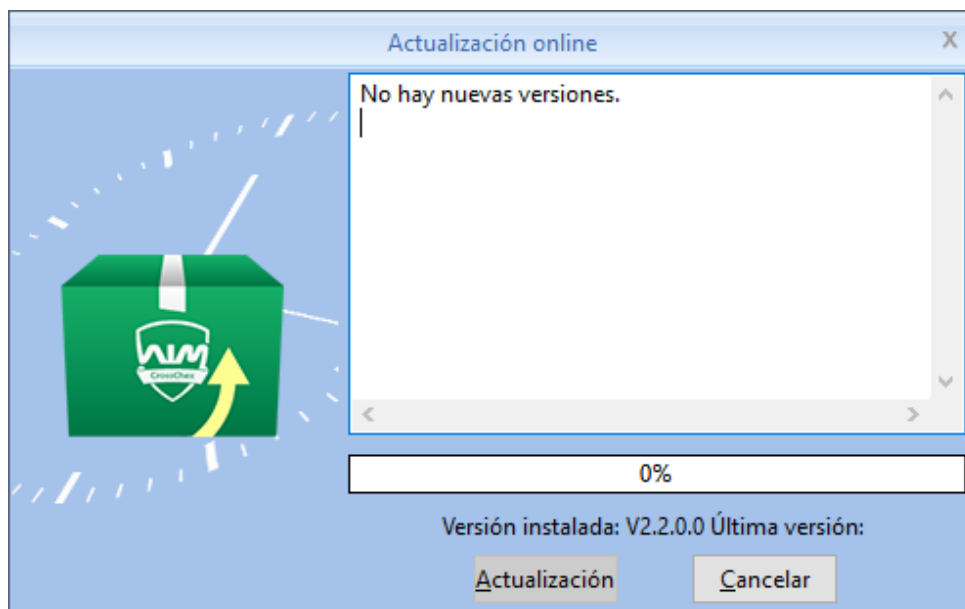 Actualización online
X
No hay nuevas versiones.
CrossChex
0%
Versión instalada: V2.2.0.0 Última versión:
Actualización
Cancelar